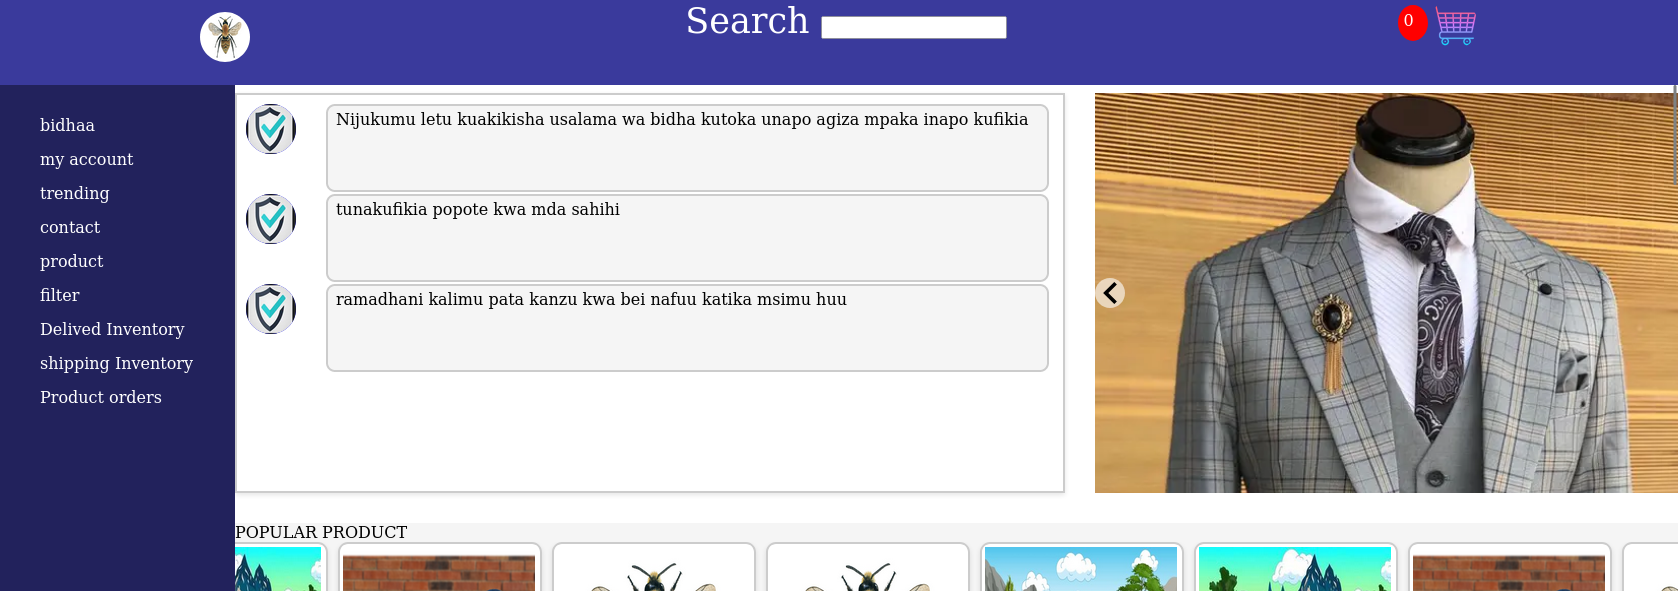 Search
0
bidhaa
my account
trending
contact
product
filter
Delived Inventory
shipping Inventory
Product orders
Nijukumu letu kuakikisha usalama wa bidha kutoka unapo agiza mpaka inapo kufikia
tunakufikia popote kwa mda sahihi
ramadhani kalimu pata kanzu kwa bei nafuu katika msimu huu
POPULAR PRODUCT